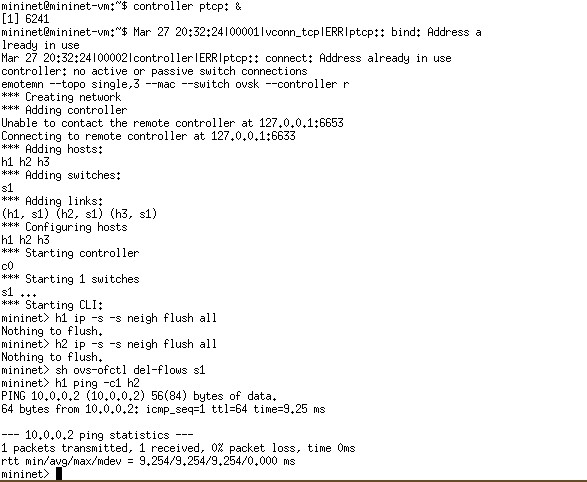 mininet@mininet-vm:~$ controller ptcp: &
[1] 6241
mininet@mininet-vm:~$ Mar 27 20:32:24|00001|vconn_tcp|ERR|ptcp:: bind: Address a
lready in use
Mar 27 20:32:24|00002|controller|ERR|ptcp:: connect: Address already in use
controller: no active or passive switch connections
emotemn --topo single,3 --mac --switch ovsk --controller r
*** Creating network
*** Adding controller
Unable to contact the remote controller at 127.0.0.1:6653
Connecting to remote controller at 127.0.0.1:6633
*** Adding hosts:
h1 h2 h3
*** Adding switches:
s1
*** Adding links:
(h1, s1) (h2, s1) (h3, s1)
*** Configuring hosts
h1 h2 h3
*** Starting controller
c0
*** Starting 1 switches
s1 ...
*** Starting CLI:
mininet> h1 ip -s -s neigh flush all
Nothing to flush.
mininet> h2 ip -s -s neigh flush all
Nothing to flush.
mininet> sh ovs-ofctl del-flows s1
mininet> h1 ping -c1 h2
PING 10.0.0.2 (10.0.0.2) 56(84) bytes of data.
64 bytes from 10.0.0.2: icmp_seq=1 ttl=64 time=9.25 ms

--- 10.0.0.2 ping statistics ---
1 packets transmitted, 1 received, 0% packet loss, time 0ms
rtt min/avg/max/mdev = 9.254/9.254/9.254/0.000 ms
mininet>